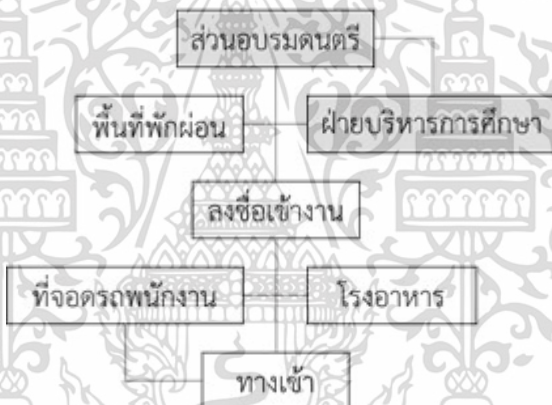 ส่วนอบรมดนตรี
พื้นที่พักผ่อน
ฝ่ายบริหารการศึกษา
ลงชื่อเข้างาน
ที่จอดรถพนักงาน
โรงอาหาร
ทางเข้า